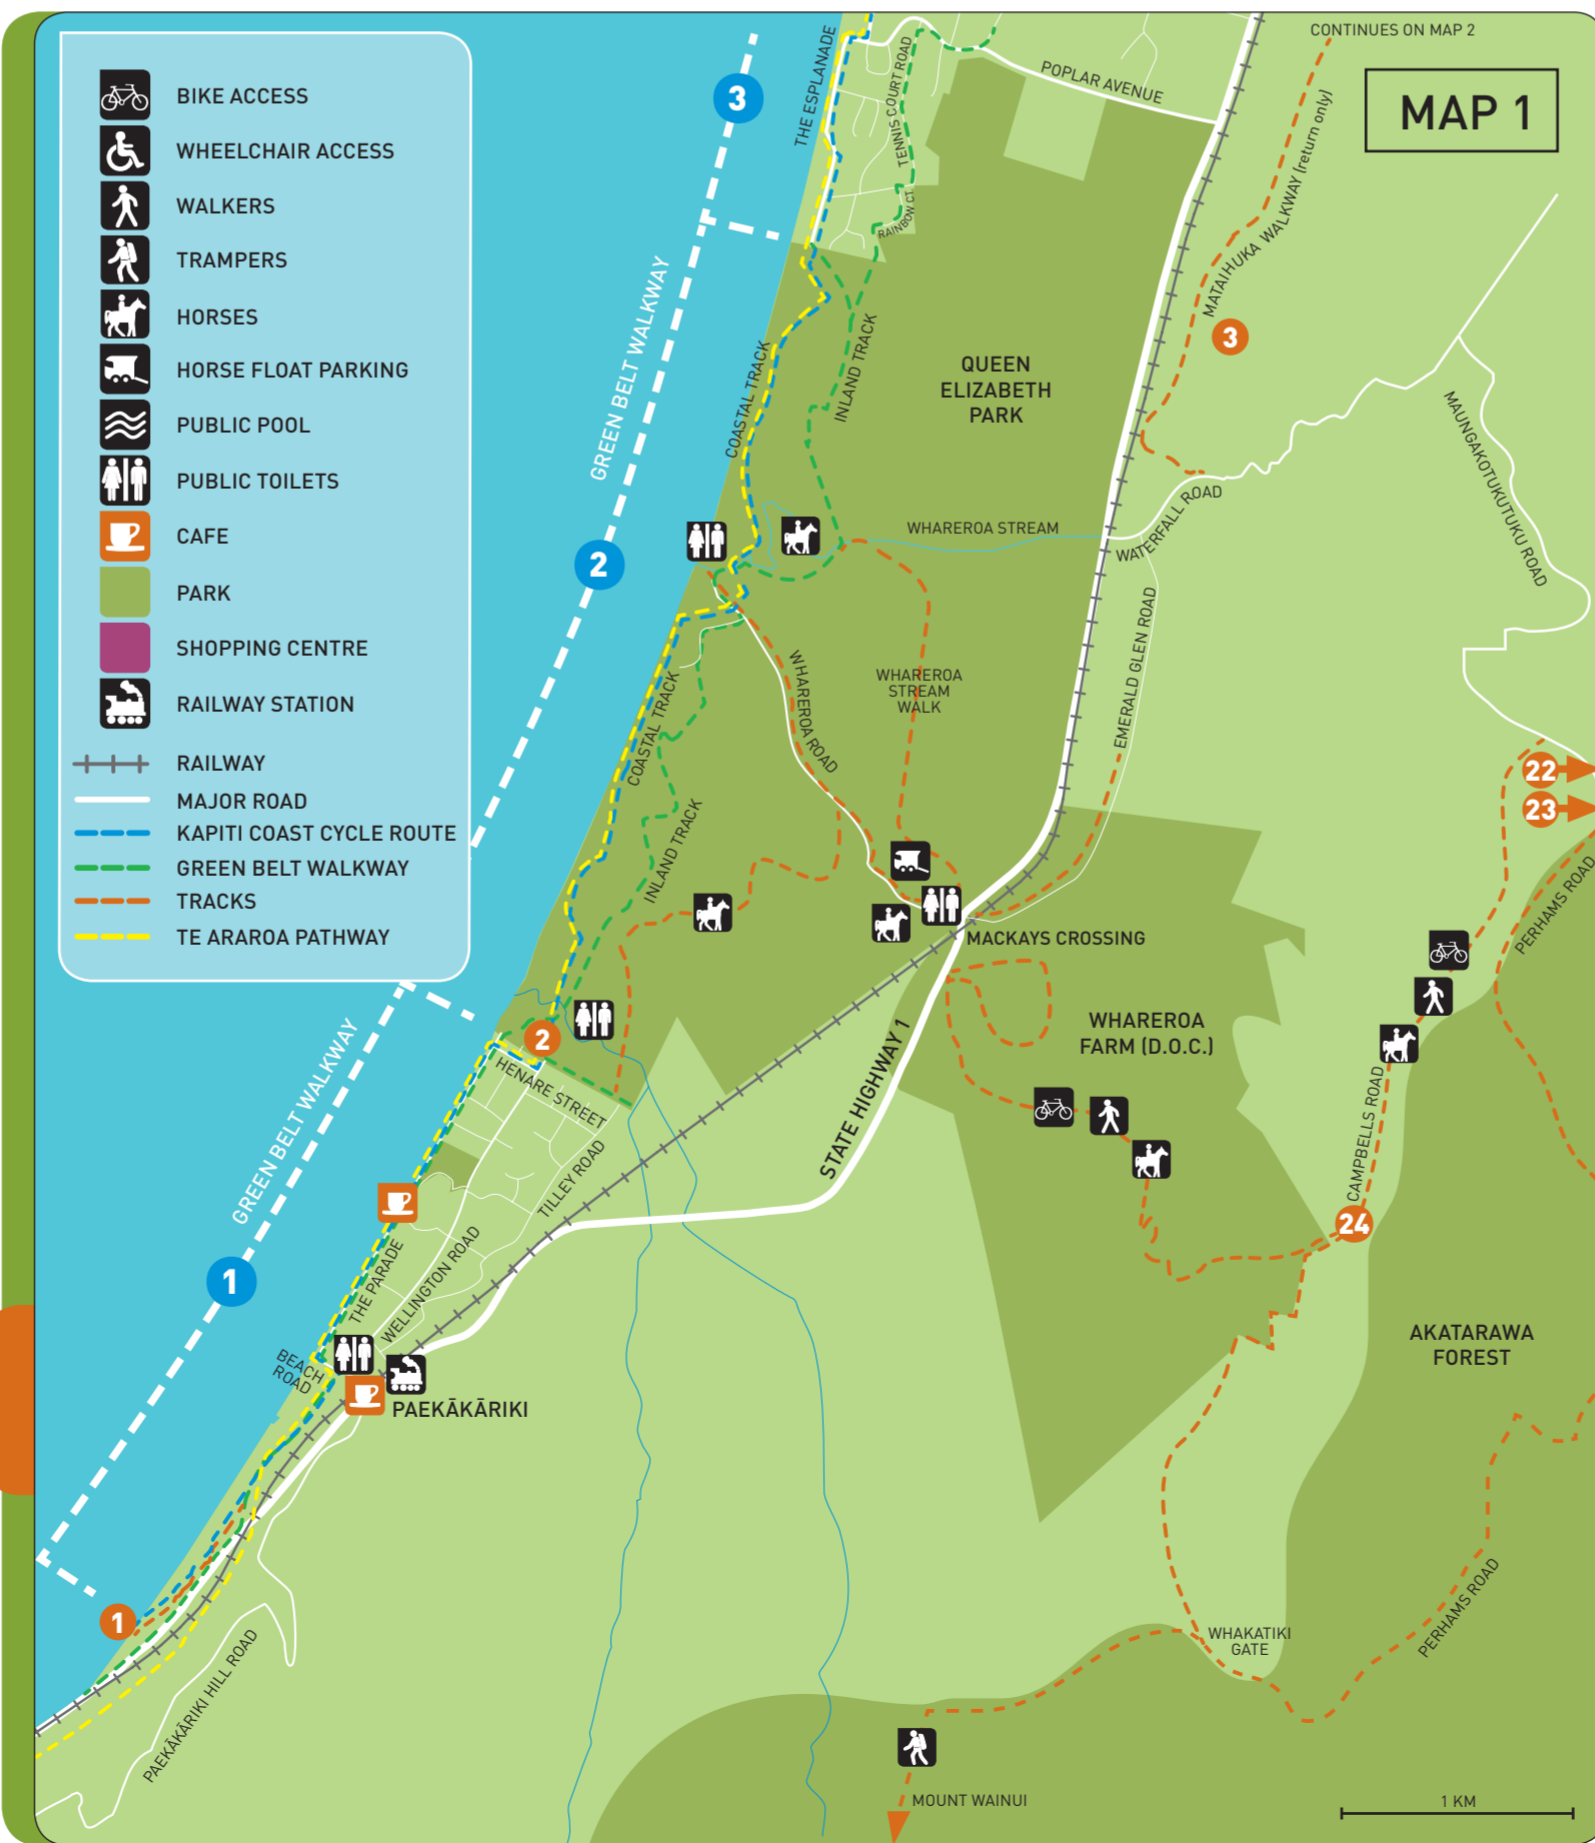 BIKE ACCESS
WHEELCHAIR ACCESS
WALKERS
TRAMPERS
HORSES
HORSE FLOAT PARKING
PUBLIC POOL
PUBLIC TOILETS
CAFE
PARK
SHOPPING CENTRE
RAILWAY STATION
RAILWAY
MAJOR ROAD
KAPITI COAST CYCLE ROUTE
GREEN BELT WALKWAY
TRACKS
TE ARAROA PATHWAY
CONTINUES ON MAP 2
MAP 1
3
THE ESPLANADE
TENNIS COURT ROAD
POPLAR AVENUE
RAINBOW CT
MATAIHUKA WALKWAY (return only)
3
GREEN BELT WALKWAY
2
COASTAL TRACK
INLAND TRACK
QUEEN
ELIZABETH
PARK
MAUNGAKOTUKUTUKU ROAD
WHAREROA STREAM
WATERFALL ROAD
EMERALD GLEN ROAD
WHAREROA
STREAM
WALK
WHAREROA ROAD
COASTAL TRACK
INLAND TRACK
22
23
PERHAMS ROAD
MACKAYS CROSSING
WHAREROA
FARM (D.O.C.)
STATE HIGHWAY 1
2
HENARE STREET
TILLEY ROAD
CAMPBELLS ROAD
24
GREEN BELT WALKWAY
1
THE PARADE
WELLINGTON ROAD
BEACH
ROAD
PAEKĀKĀRIKI
AKATARAWA
FOREST
1
PAEKĀKĀRIKI HILL ROAD
WHAKATIKI
GATE
PERHAMS ROAD
MOUNT WAINUI
1 KM